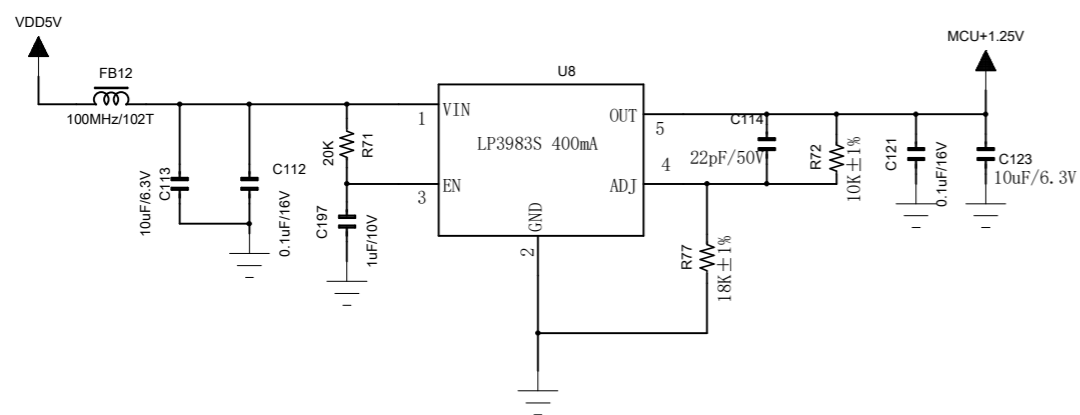 VDD5V
MCU+1.25V
FB12
U8
100MHz/102T
1
VIN
OUT
5
C114
LP3983S 400mA
20K
R71
22pF/50V
R72
10K±1%
C121
0.1uF/16V
C123
10uF/6.3V
10uF/6.3V
C113
C112
0.1uF/16V
3
EN
ADJ
4
C197
1uF/10V
GND
2
R77
18K±1%